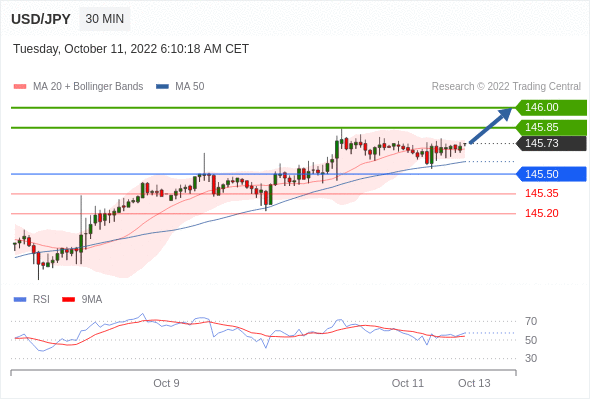 USD/JPY 30 MIN
Tuesday, October 11, 2022 6:10:18 AM CET
MA 20 + Bollinger Bands MA 50 Research © 2022 Trading Central
146.00
145.85
145.73
145.50
145.35
145.20
RSI 9MA
70
50
30
Oct 9 Oct 11 Oct 13